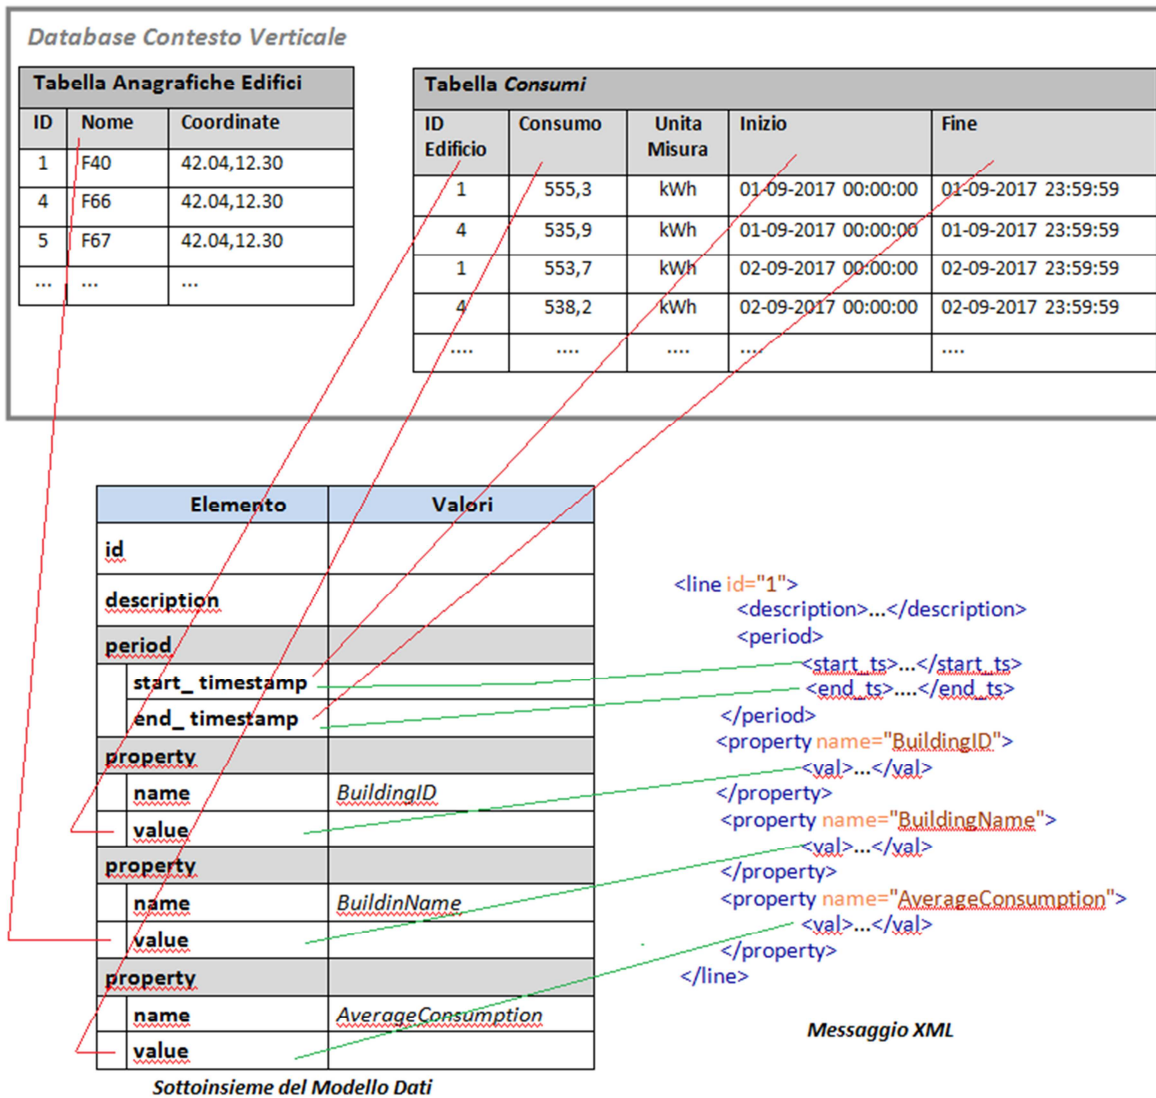 Database Contesto Verticale
Tabella Anagrafiche Edifici
ID Nome Coordinate
1 F40 42.04,12.30
4 F66 42.04,12.30
5 F67 42.04,12.30
... ... ...
Tabella Consumi
ID Edificio Consumo Unita Misura Inizio Fine
1 555,3 kWh 01-09-2017 00:00:00 01-09-2017 23:59:59
4 535,9 kWh 01-09-2017 00:00:00 01-09-2017 23:59:59
1 553,7 kWh 02-09-2017 00:00:00 02-09-2017 23:59:59
4 538,2 kWh 02-09-2017 00:00:00 02-09-2017 23:59:59
.... .... .... .... ....
Elemento Valori
id
description
period
start_ timestamp
end_ timestamp
property
name BuildingID
value
property
name BuildinName
value
property
name AverageConsumption
value
Sottoinsieme del Modello Dati
<line id="1">
<description>...</description>
<period>
<start_ts>...</start_ts>
<end_ts>....</end_ts>
</period>
<property name="BuildingID">
<val>...</val>
</property>
<property name="BuildingName">
<val>...</val>
</property>
<property name="AverageConsumption">
<val>...</val>
</property>
</line>
Messaggio XML